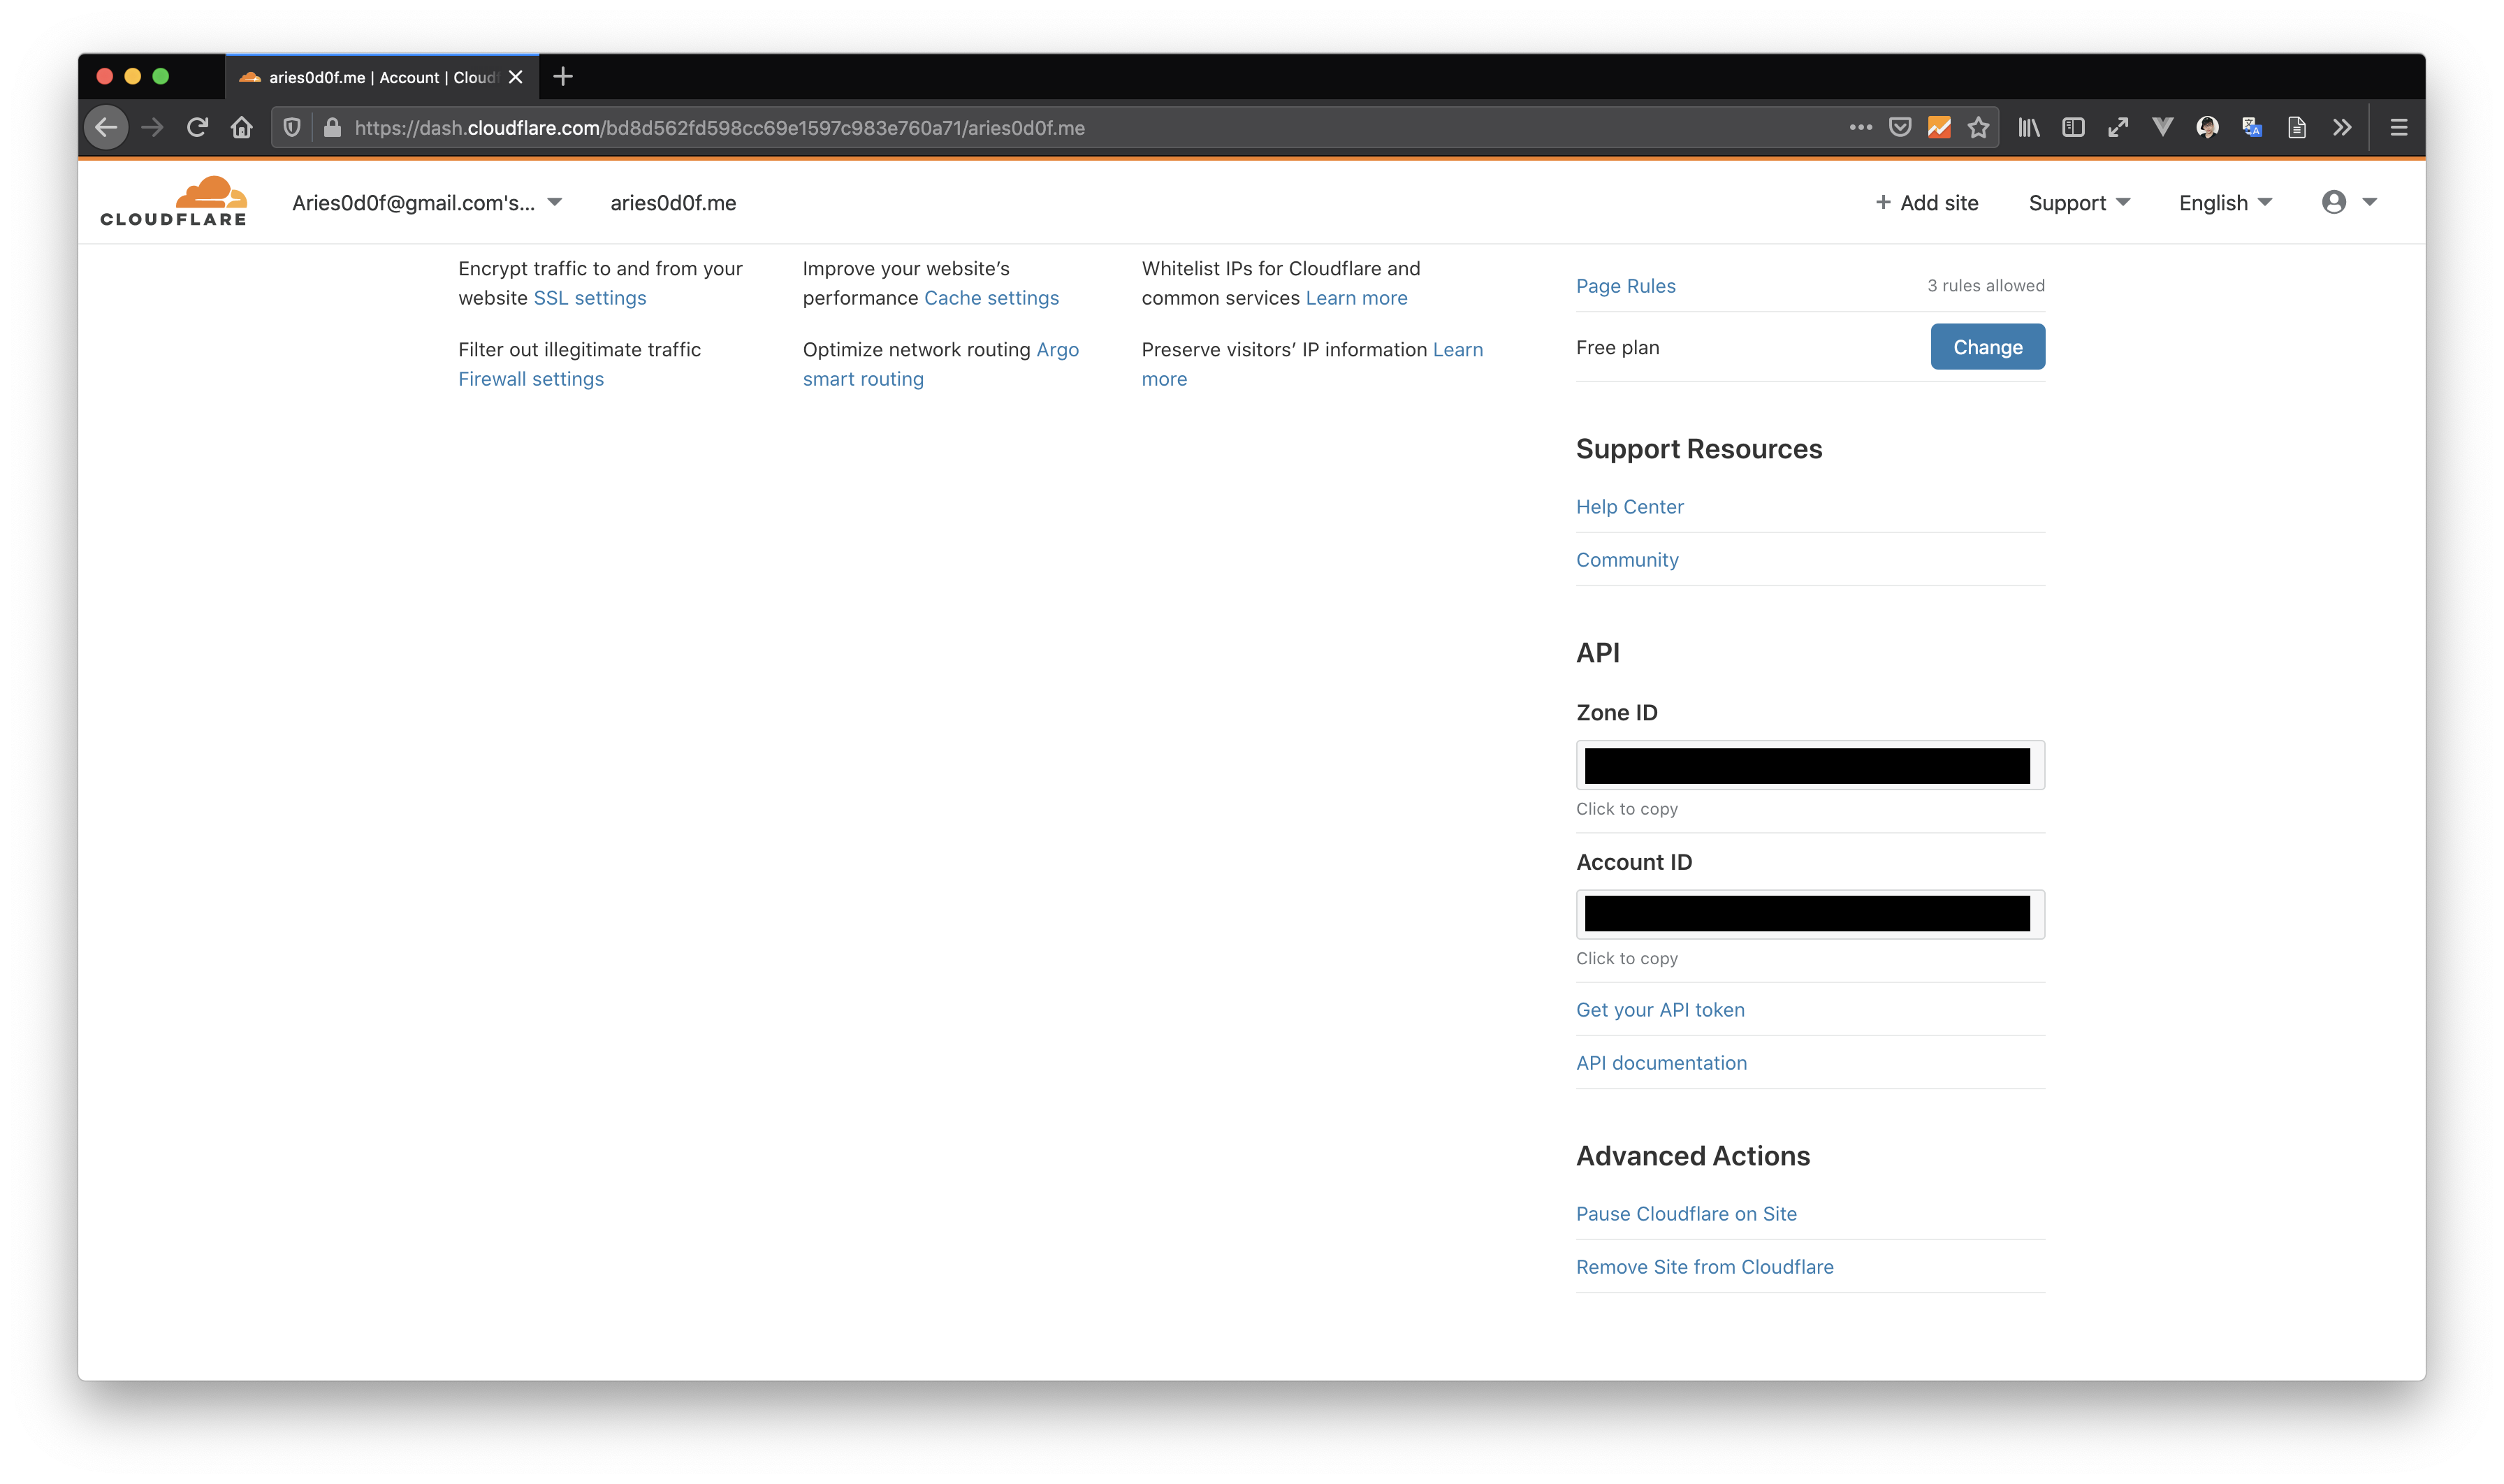 aries0d0f.me | Account | Cloudf
https://dash.cloudflare.com/bd8d562fd598cc69e1597c983e760a71/aries0d0f.me
CLOUDFLARE
Aries0d0f@gmail.com's...
aries0d0f.me
+ Add site
Support
English
Encrypt traffic to and from your
website SSL settings
Filter out illegitimate traffic
Firewall settings
Improve your website’s
performance Cache settings
Optimize network routing Argo
smart routing
Whitelist IPs for Cloudflare and
common services Learn more
Preserve visitors’ IP information Learn
more
Page Rules
3 rules allowed
Free plan
Change
Support Resources
Help Center
Community
API
Zone ID
Click to copy
Account ID
Click to copy
Get your API token
API documentation
Advanced Actions
Pause Cloudflare on Site
Remove Site from Cloudflare